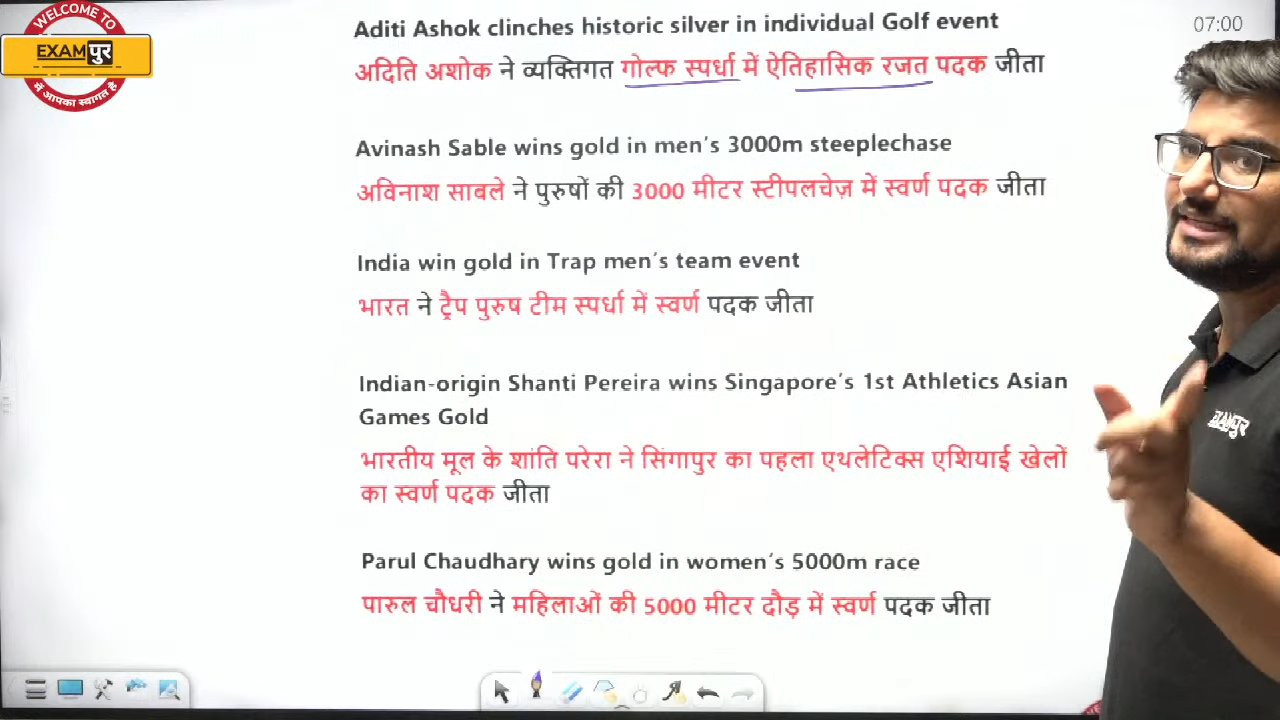 WELCOME TO
EXAMपुर
में आपका स्वागत है
07:00
Aditi Ashok clinches historic silver in individual Golf event
अदिति अशोक ने व्यक्तिगत गोल्फ स्पर्धा में ऐतिहासिक रजत पदक जीता
Avinash Sable wins gold in men's 3000m steeplechase
अविनाश साबले ने पुरुषों की 3000 मीटर स्टीपलचेज़ में स्वर्ण पदक जीता
India win gold in Trap men's team event
भारत ने ट्रैप पुरुष टीम स्पर्धा में स्वर्ण पदक जीता
Indian-origin Shanti Pereira wins Singapore's 1st Athletics Asian
Games Gold
भारतीय मूल के शांति परेरा ने सिंगापुर का पहला एथलेटिक्स एशियाई खेलों
का स्वर्ण पदक जीता
EXAMपुर
Parul Chaudhary wins gold in women's 5000m race
पारुल चौधरी ने महिलाओं की 5000 मीटर दौड़ में स्वर्ण पदक जीता